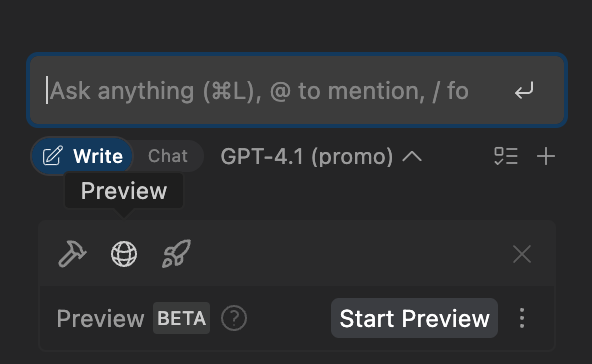 Ask anything (⌘L), @ to mention, / fo
Write Chat GPT-4.1 (promo)
Preview
Preview BETA ? Start Preview